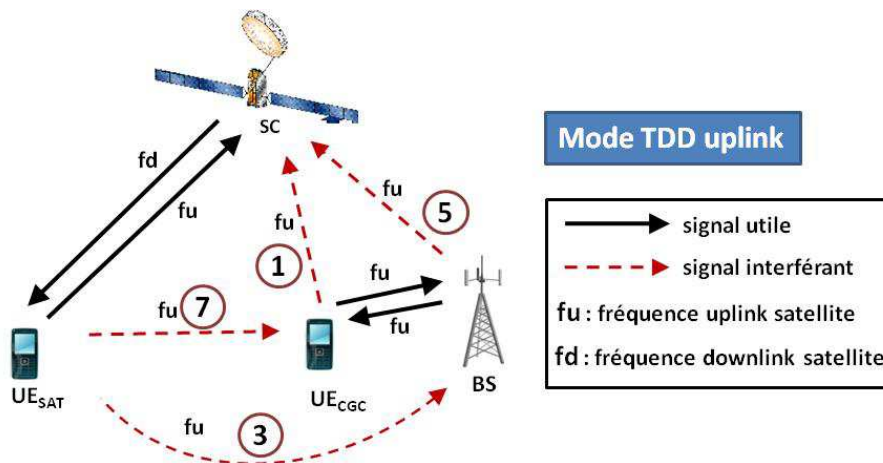 SC
Mode TDD uplink
fd
fu
fu
5
fu
1
signal utile
signal interférant
fu : fréquence uplink satellite
fd : fréquence downlink satellite
fu
7
fu
fu
UE_SAT
UE_CGC
BS
fu
3